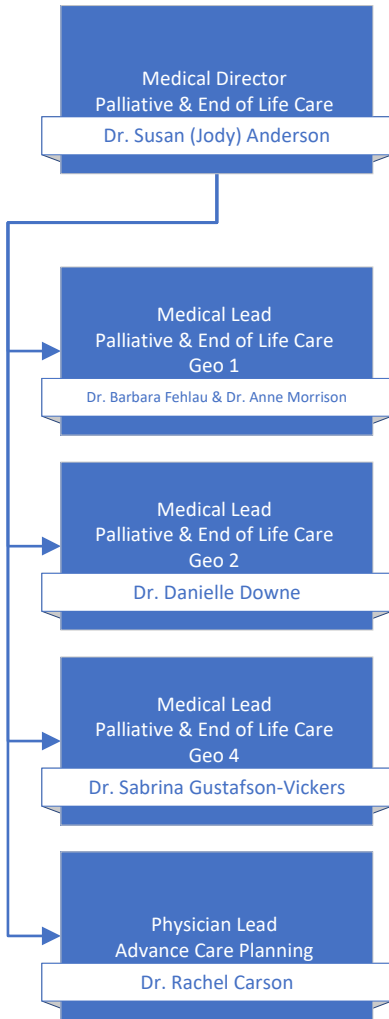 Medical Director
Palliative & End of Life Care
Dr. Susan (Jody) Anderson
Medical Lead
Palliative & End of Life Care
Geo 1
Dr. Barbara Fehlau & Dr. Anne Morrison
Medical Lead
Palliative & End of Life Care
Geo 2
Dr. Danielle Downe
Medical Lead
Palliative & End of Life Care
Geo 4
Dr. Sabrina Gustafson-Vickers
Physician Lead
Advance Care Planning
Dr. Rachel Carson